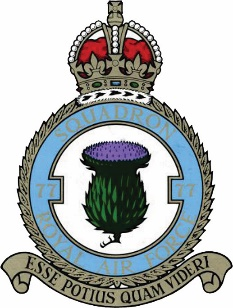 SQUADRON
77 77
ROYAL AIR FORCE
ESSE POTIUS QUAM VIDERI